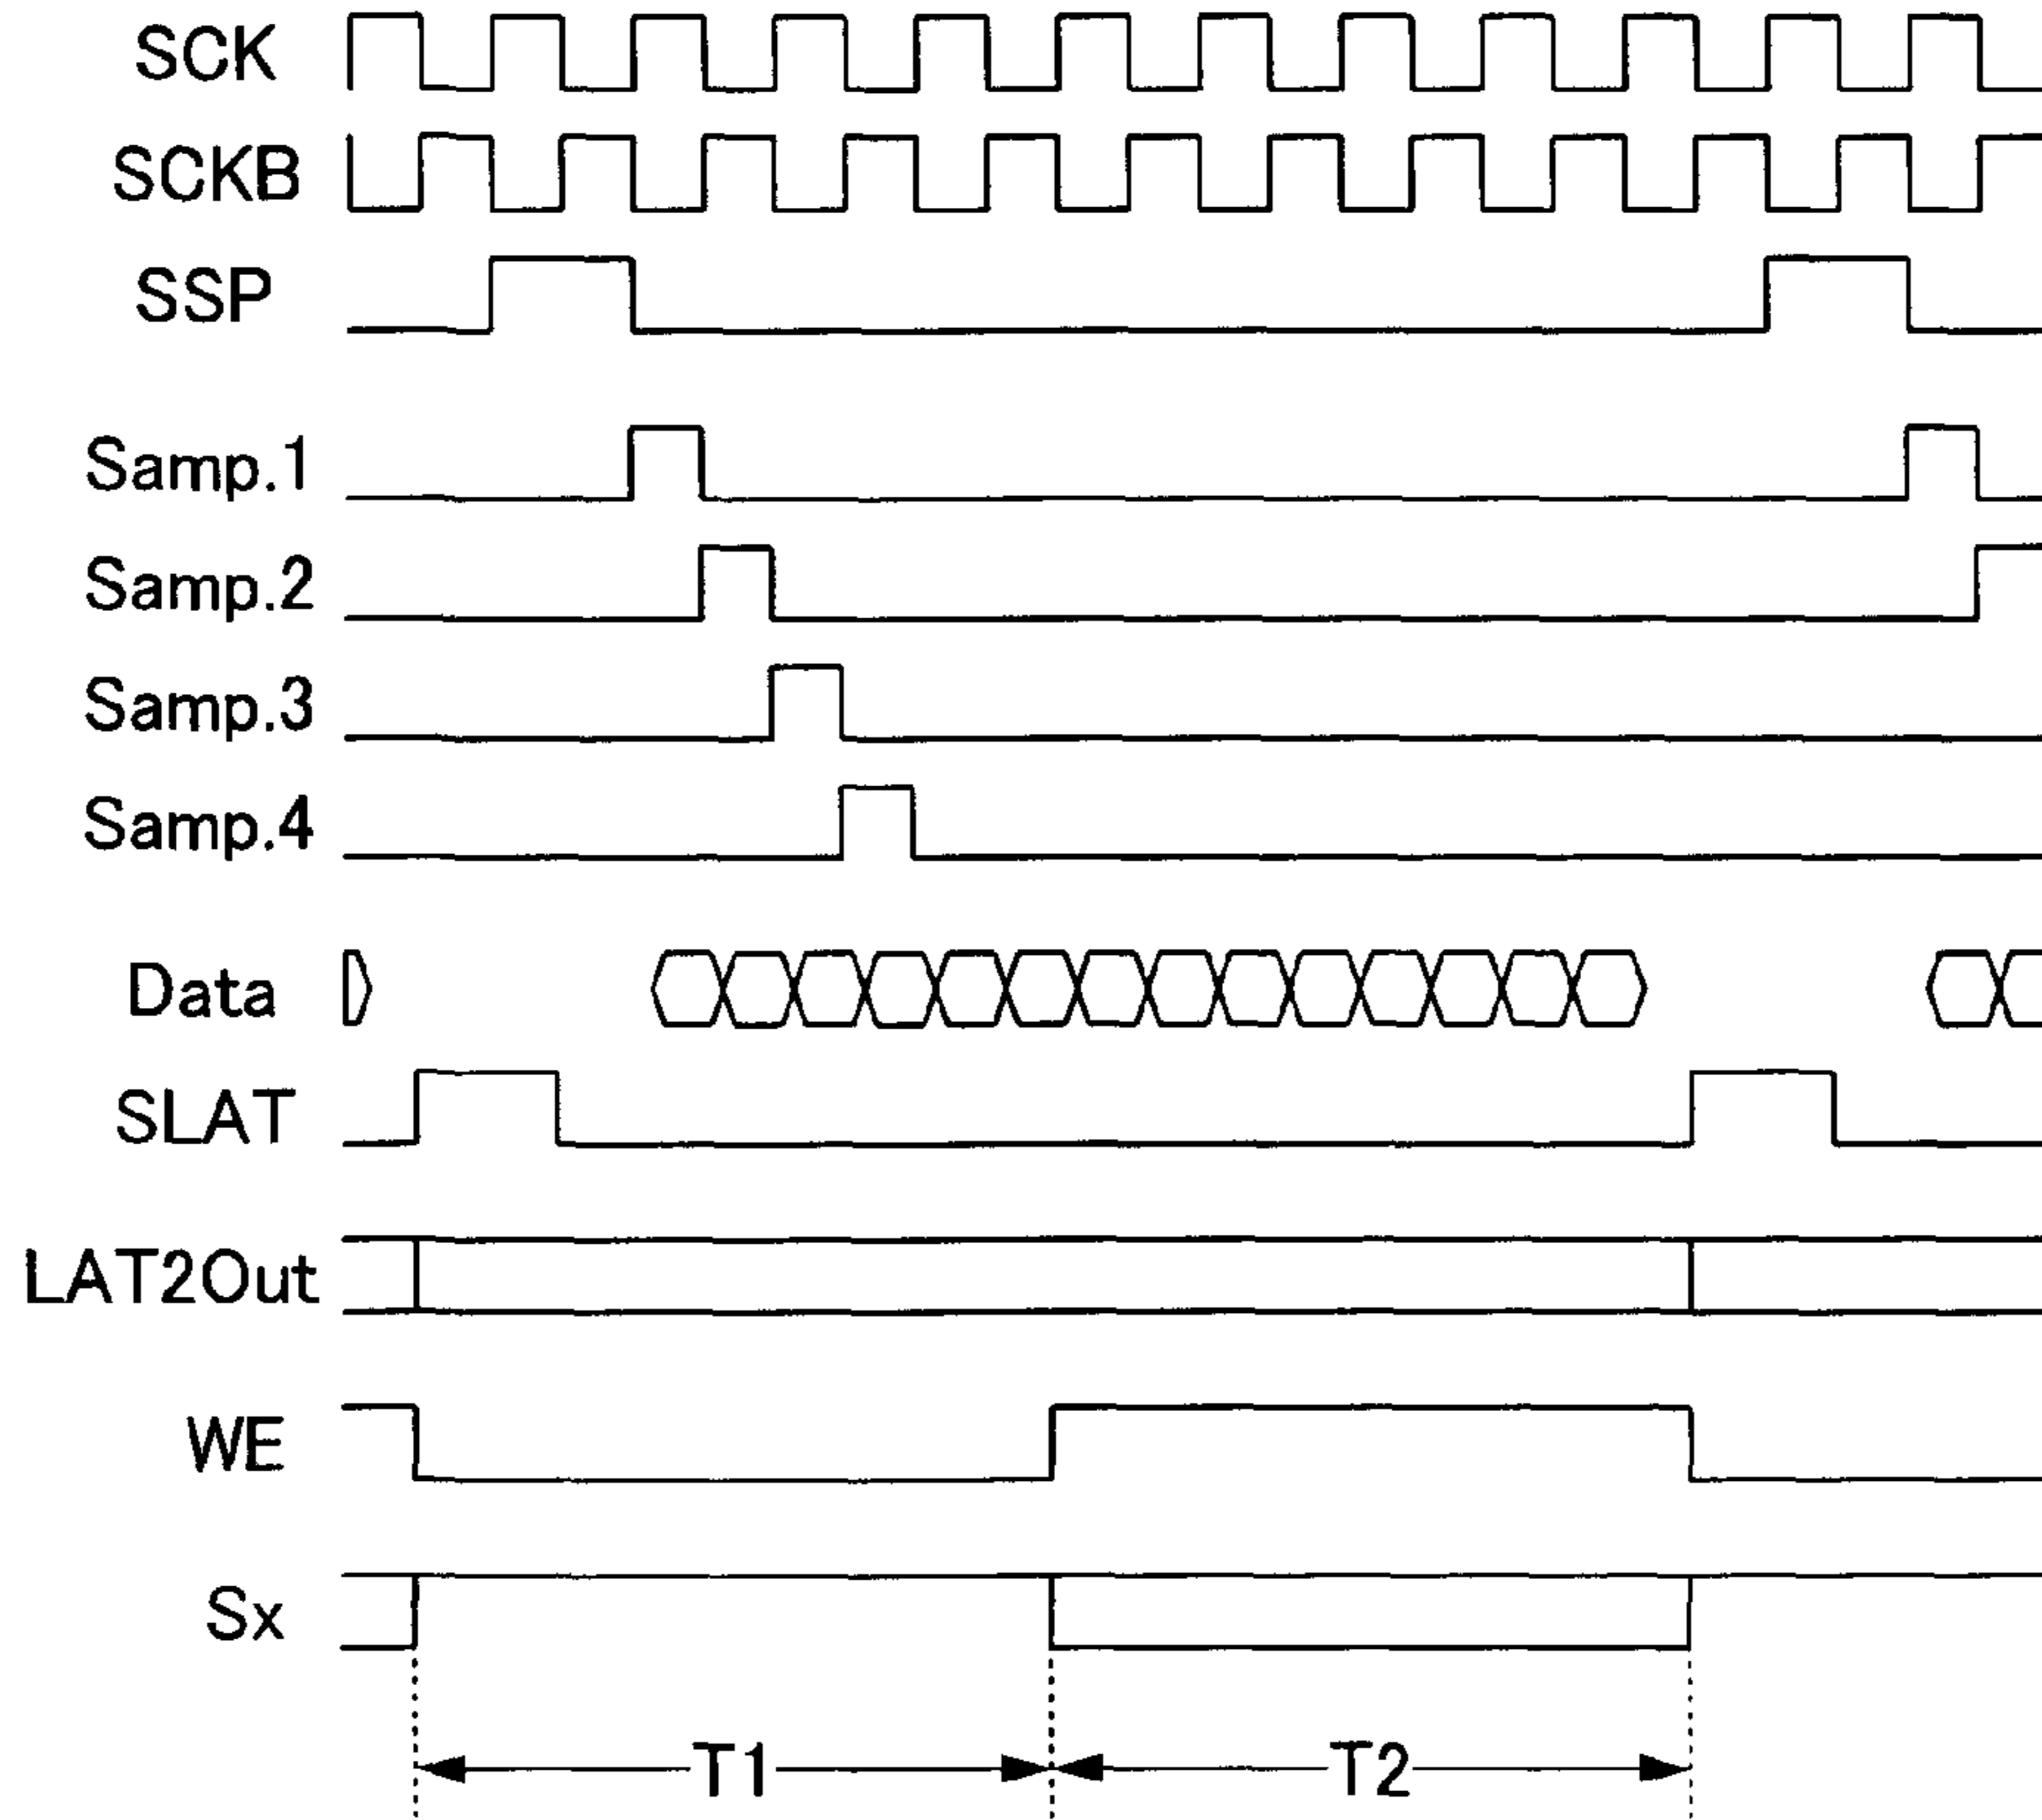 SCK
SCKB
SSP
Samp.1
Samp.2
Samp.3
Samp.4
Data
SLAT
LAT2Out
WE
Sx
T1 T2